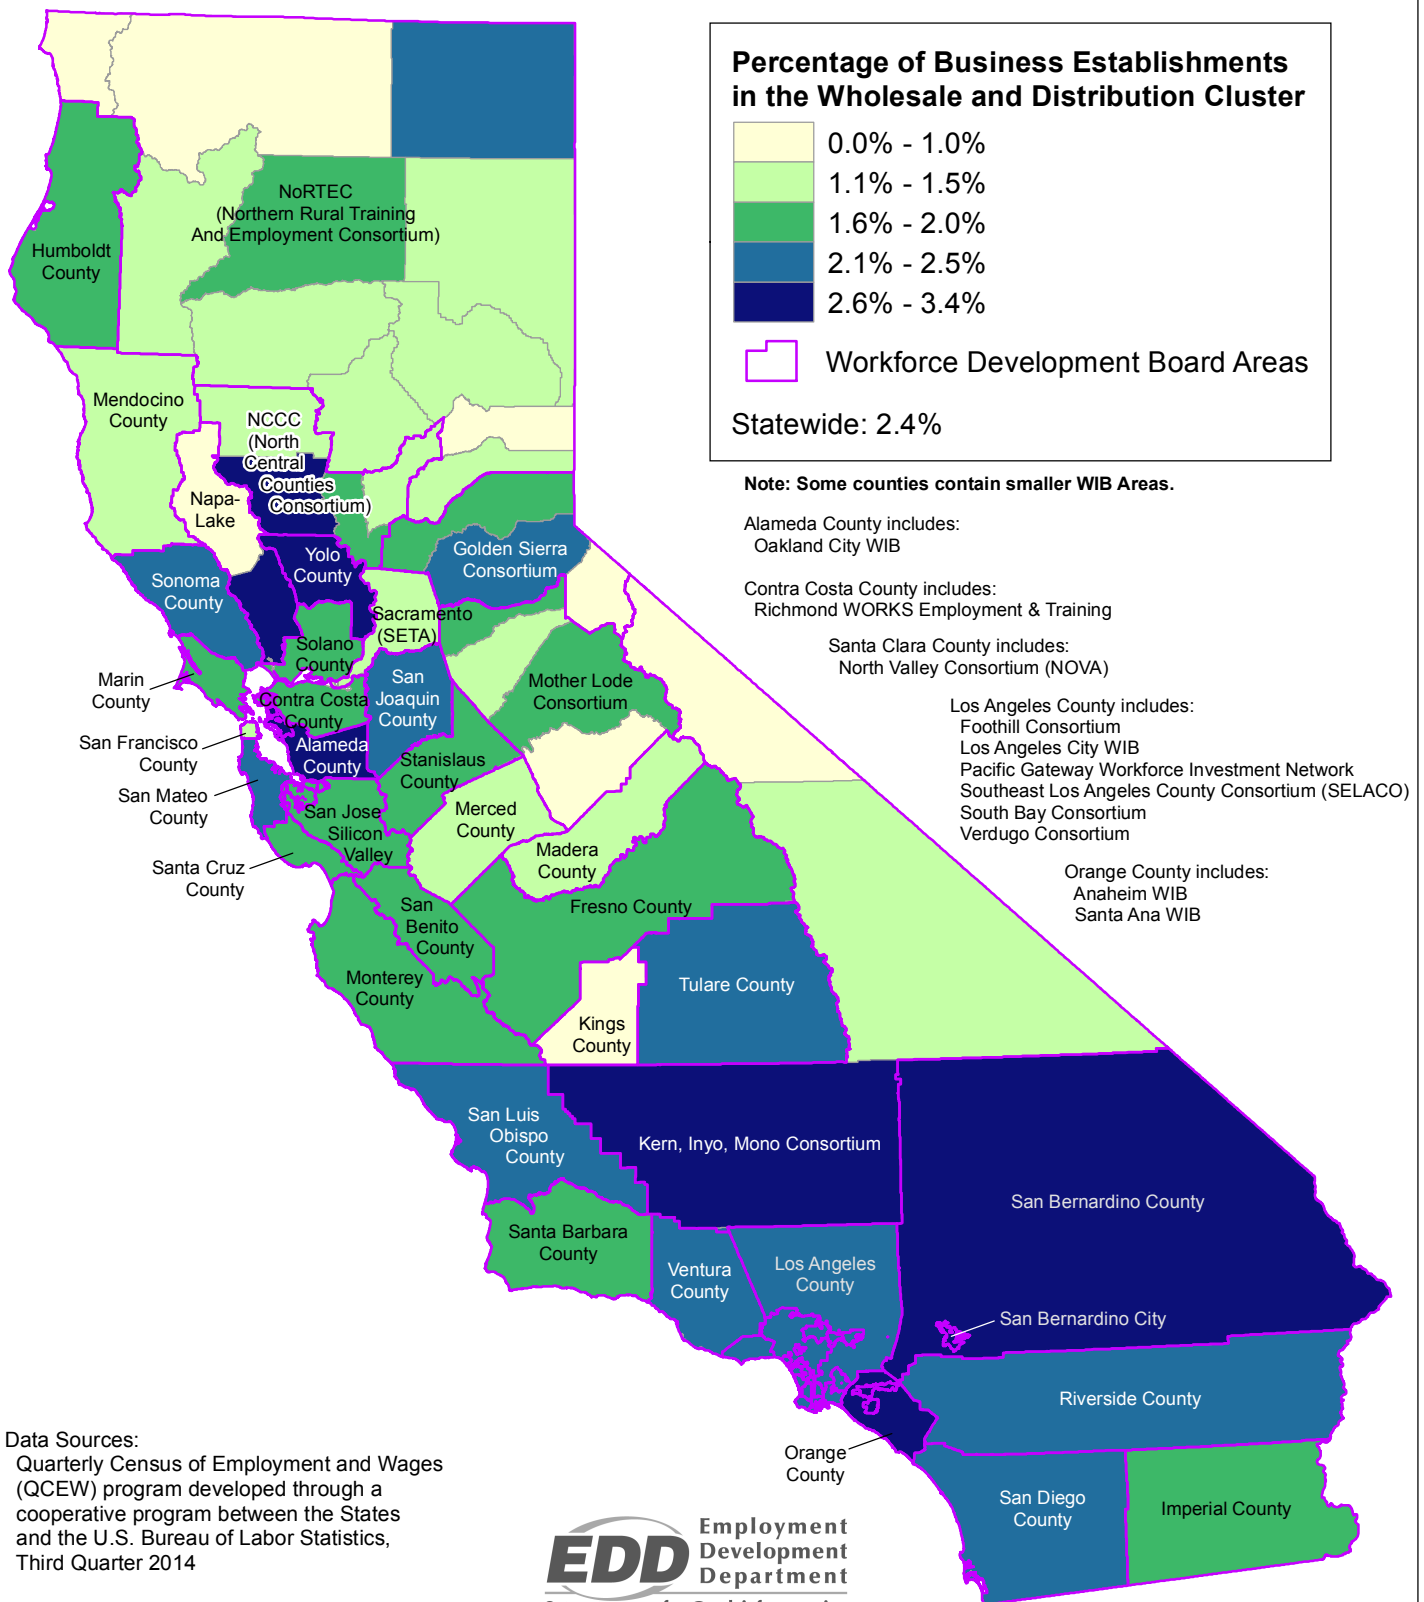 Percentage of Business Establishments
in the Wholesale and Distribution Cluster
0.0% - 1.0%
1.1% - 1.5%
1.6% - 2.0%
2.1% - 2.5%
2.6% - 3.4%
Workforce Development Board Areas
Statewide: 2.4%
Note: Some counties contain smaller WIB Areas.
Alameda County includes:
Oakland City WIB
Contra Costa County includes:
Richmond WORKS Employment & Training
Santa Clara County includes:
North Valley Consortium (NOVA)
Los Angeles County includes:
Foothill Consortium
Los Angeles City WIB
Pacific Gateway Workforce Investment Network
Southeast Los Angeles County Consortium (SELACO)
South Bay Consortium
Verdugo Consortium
Orange County includes:
Anaheim WIB
Santa Ana WIB
NoRTEC
(Northern Rural Training
And Employment Consortium)
Humboldt
County
Mendocino
County
NCCC
(North
Central
Counties
Consortium)
Napa-
Lake
Yolo
County
Golden Sierra
Consortium
Sonoma
County
Sacramento
(SETA)
Solano
County
Marin
County
Contra Costa
County
San
Joaquin
County
Mother Lode
Consortium
San Francisco
County
Alameda
County
Stanislaus
County
San Mateo
County
San Jose
Silicon
Valley
Merced
County
Madera
County
Santa Cruz
County
San
Benito
County
Fresno County
Monterey
County
Kings
County
Tulare County
San Luis
Obispo
County
Kern, Inyo, Mono Consortium
San Bernardino County
Santa Barbara
County
Ventura
County
Los Angeles
County
San Bernardino City
Riverside County
Orange
County
San Diego
County
Imperial County
Data Sources:
Quarterly Census of Employment and Wages
(QCEW) program developed through a
cooperative program between the States
and the U.S. Bureau of Labor Statistics,
Third Quarter 2014
EDD
Employment
Development
Department